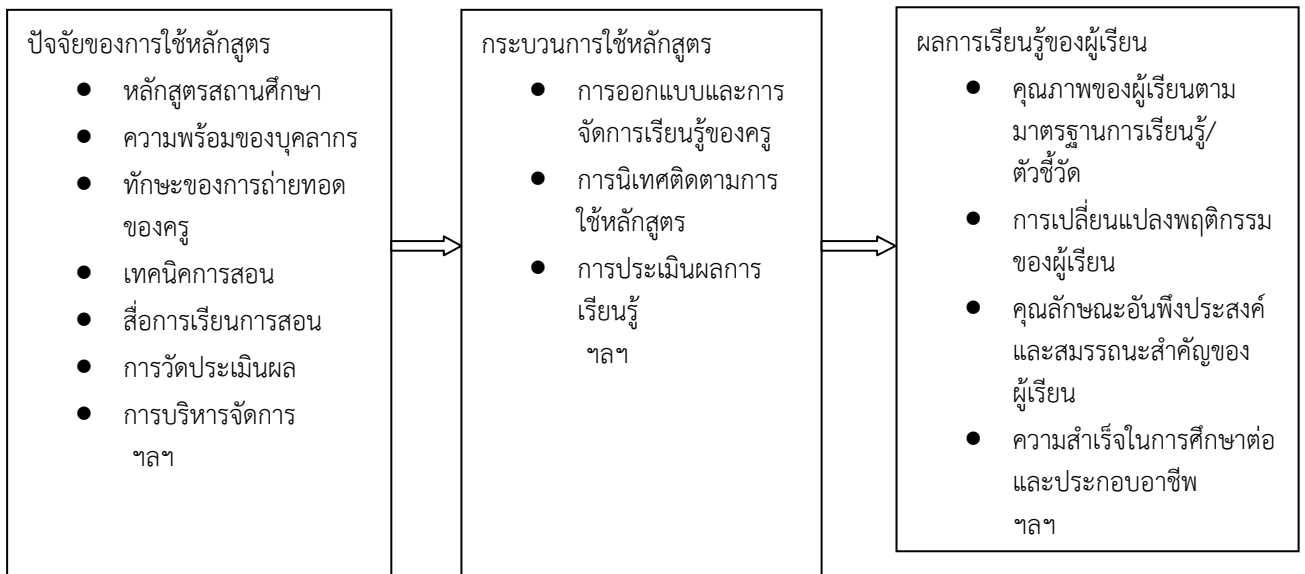 ปัจจัยของการใช้หลักสูตร
● หลักสูตรสถานศึกษา
● ความพร้อมของบุคลากร
● ทักษะของการถ่ายทอด
ของครู
● เทคนิคการสอน
● สื่อการเรียนการสอน
● การวัดประเมินผล
● การบริหารจัดการ
ฯลฯ
กระบวนการใช้หลักสูตร
● การออกแบบและการ
จัดการเรียนรู้ของครู
● การนิเทศติดตามการ
ใช้หลักสูตร
● การประเมินผลการ
เรียนรู้
ฯลฯ
ผลการเรียนรู้ของผู้เรียน
● คุณภาพของผู้เรียนตาม
มาตรฐานการเรียนรู้/
ตัวชี้วัด
● การเปลี่ยนแปลงพฤติกรรม
ของผู้เรียน
● คุณลักษณะอันพึงประสงค์
และสมรรถนะสำคัญของ
ผู้เรียน
● ความสำเร็จในการศึกษาต่อ
และประกอบอาชีพ
ฯลฯ